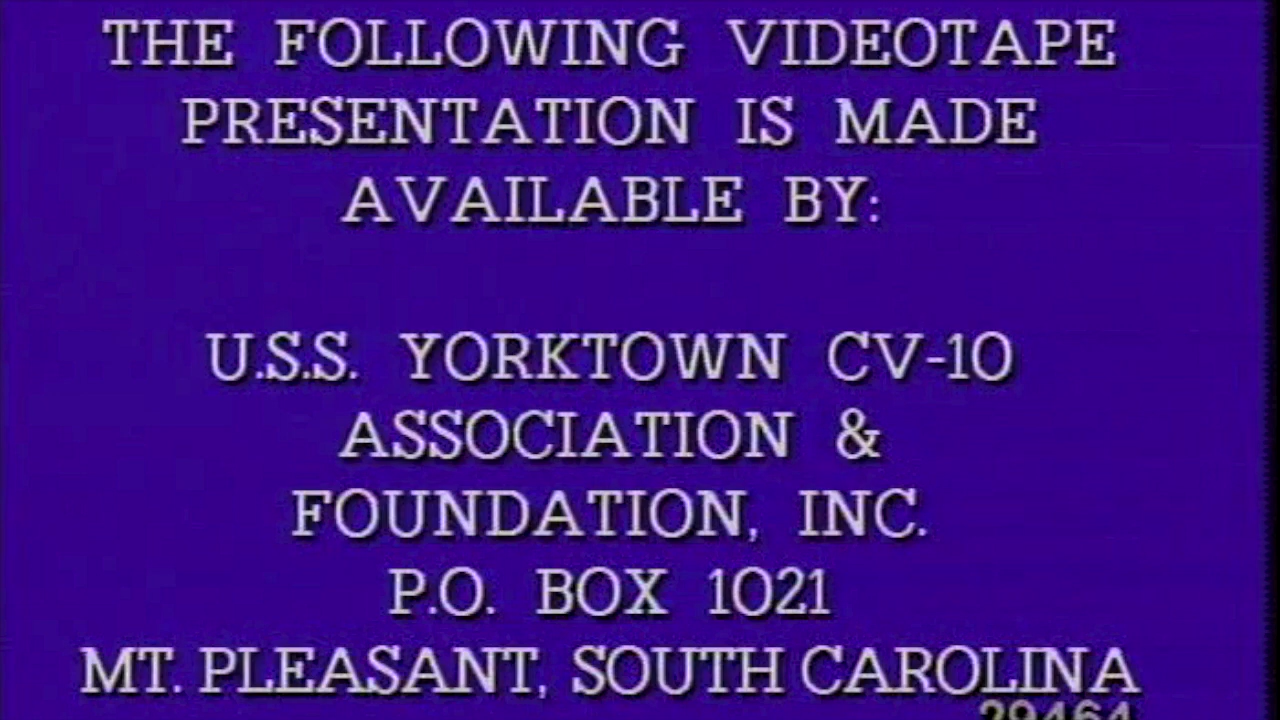 THE FOLLOWING VIDEOTAPE
PRESENTATION IS MADE
AVAILABLE BY:
U.S.S. YORKTOWN CV-10
ASSOCIATION &
FOUNDATION, INC.
P.O. BOX 1021
MT. PLEASANT, SOUTH CAROLINA
29464